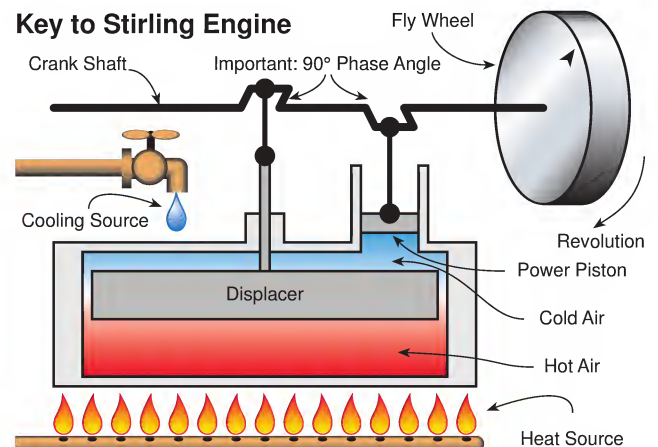 Key to Stirling Engine
Fly Wheel
Crank Shaft
Important: 90° Phase Angle
Cooling Source
Revolution
Power Piston
Displacer
Cold Air
Hot Air
Heat Source